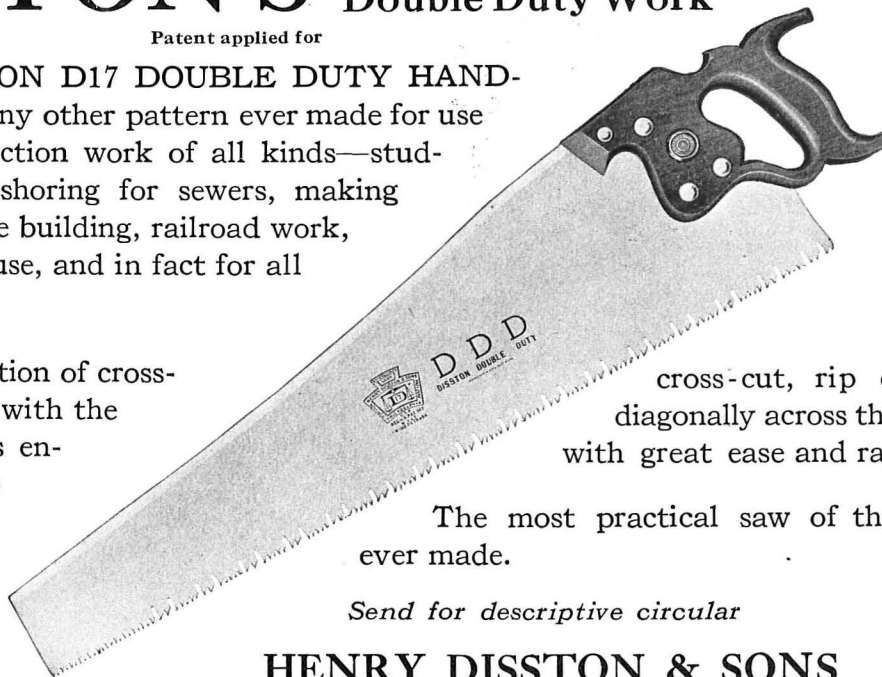 TON'S Double Duty Work
Patent applied for
ON D17 DOUBLE DUTY HAND-
ny other pattern ever made for use
ction work of all kinds—stud-
shoring for sewers, making
e building, railroad work,
use, and in fact for all
tion of cross-
with the
s en-
D D D
DISSTON DOUBLE DUTY
cross-cut, rip
diagonally across th
with great ease and ra
The most practical saw of th
ever made.
Send for descriptive circular
HENRY DISSTON & SONS